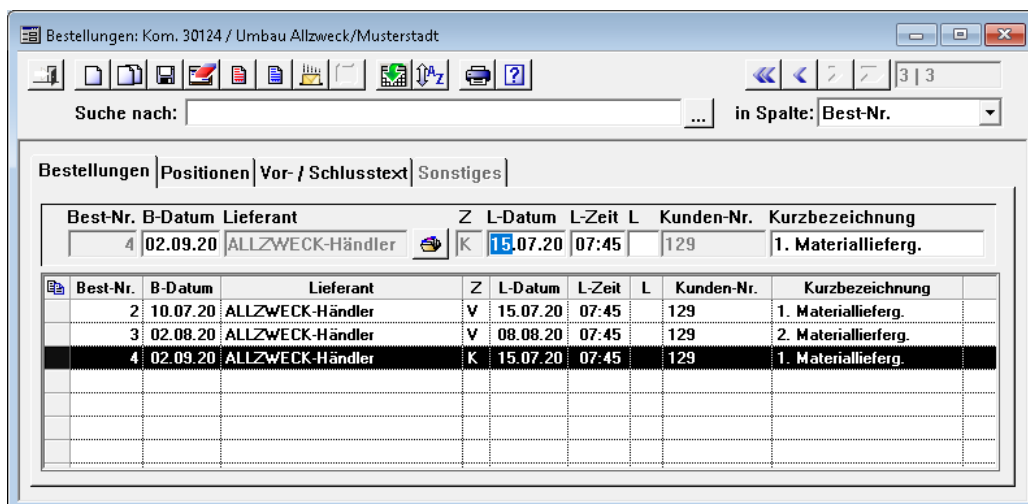 Bestellungen: Kom. 30124 / Umbau Allzweck/Musterstadt
3 | 3
Suche nach: ... in Spalte: Best-Nr.
Bestellungen Positionen Vor- / Schlusstext Sonstiges
Best-Nr. B-Datum Lieferant Z L-Datum L-Zeit L Kunden-Nr. Kurzbezeichnung
4 02.09.20 ALLZWECK-Händler K 15.07.20 07:45 129 1. Materiallieferg.
Best-Nr. B-Datum Lieferant Z L-Datum L-Zeit L Kunden-Nr. Kurzbezeichnung
2 10.07.20 ALLZWECK-Händler V 15.07.20 07:45 129 1. Materiallieferg.
3 02.08.20 ALLZWECK-Händler V 08.08.20 07:45 129 2. Materiallierferg.
4 02.09.20 ALLZWECK-Händler K 15.07.20 07:45 129 1. Materiallieferg.